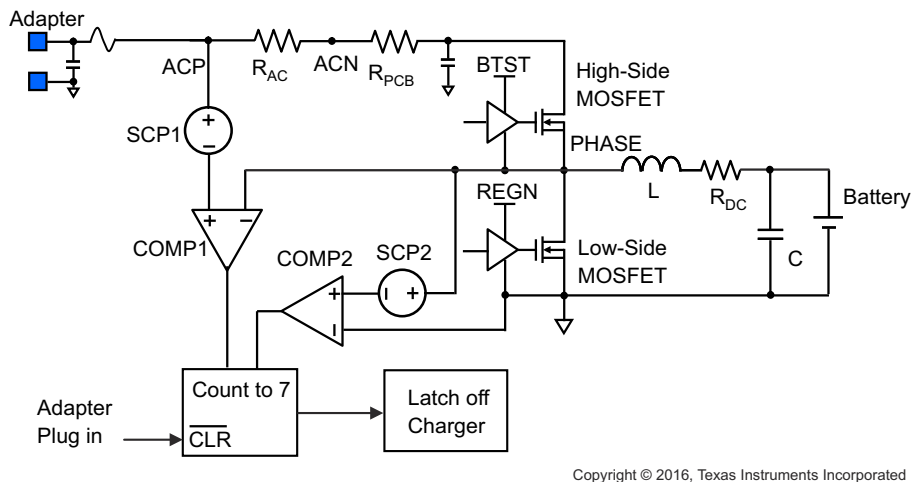 Adapter
ACP
R_AC
ACN
R_PCB
BTST
High-Side
MOSFET
SCP1
+
−
PHASE
REGN
L
R_DC
Battery
+
−
COMP1
COMP2
SCP2
Low-Side
MOSFET
C
+
−
−
+
Count to 7
Latch off
Charger
Adapter
Plug in
C̅L̅R̅
Copyright © 2016, Texas Instruments Incorporated